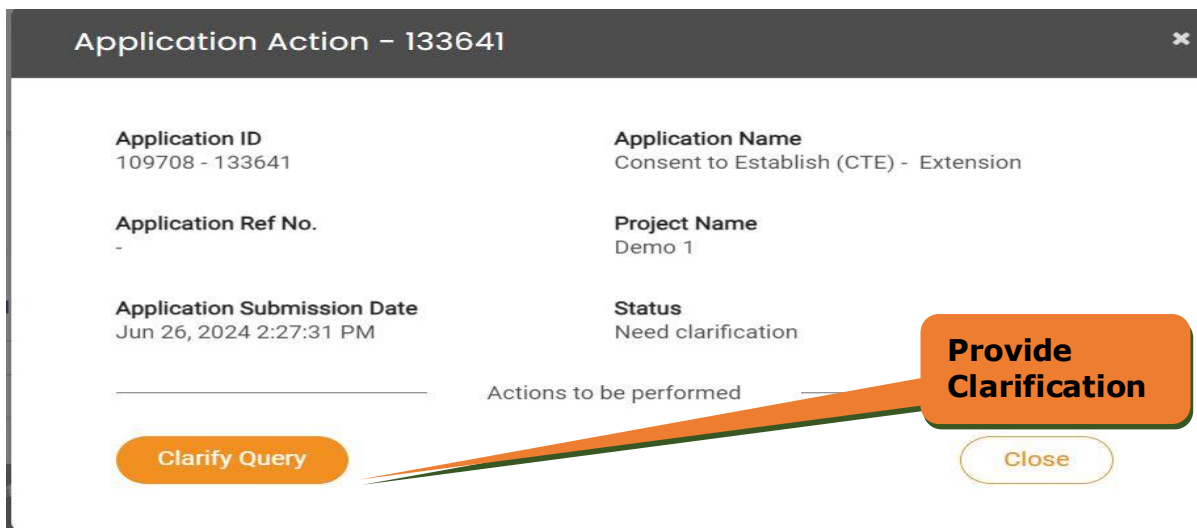 Application Action - 133641
Application ID
109708 - 133641
Application Name
Consent to Establish (CTE) - Extension
Application Ref No.
-
Project Name
Demo 1
Application Submission Date
Jun 26, 2024 2:27:31 PM
Status
Need clarification
Provide
Clarification
Actions to be performed
Clarify Query
Close